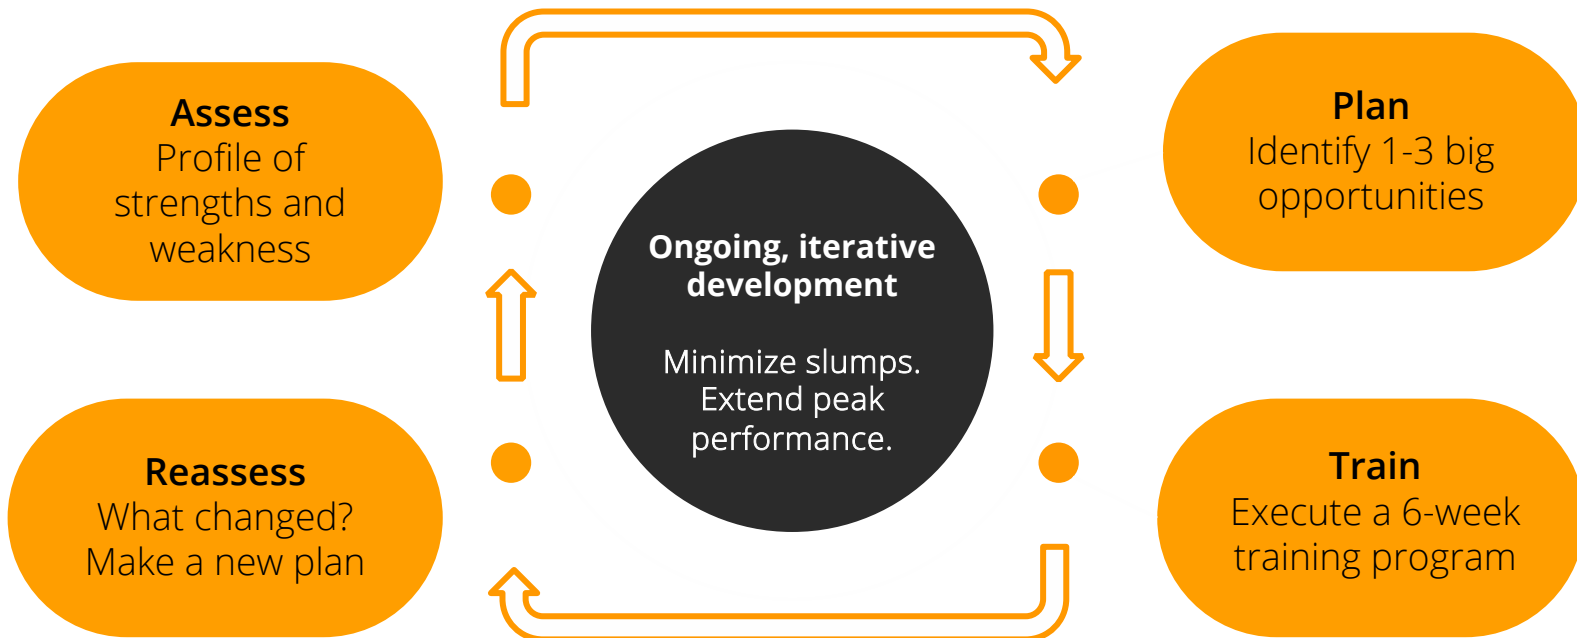 Assess
Profile of
strengths and
weakness
Plan
Identify 1-3 big
opportunities
Ongoing, iterative
development
Minimize slumps.
Extend peak
performance.
Reassess
What changed?
Make a new plan
Train
Execute a 6-week
training program